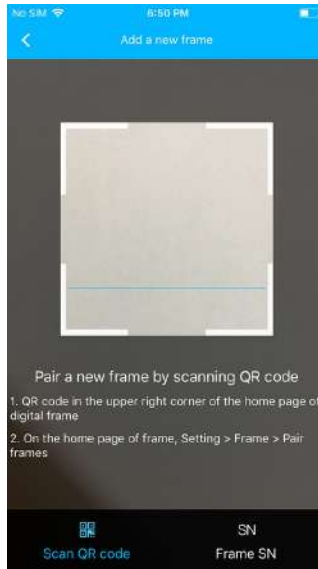 No SIM 6:50 PM
Add a new frame
Pair a new frame by scanning QR code
1. QR code in the upper right corner of the home page of
digital frame
2. On the home page of frame, Setting > Frame > Pair
frames
SN
Scan QR code Frame SN